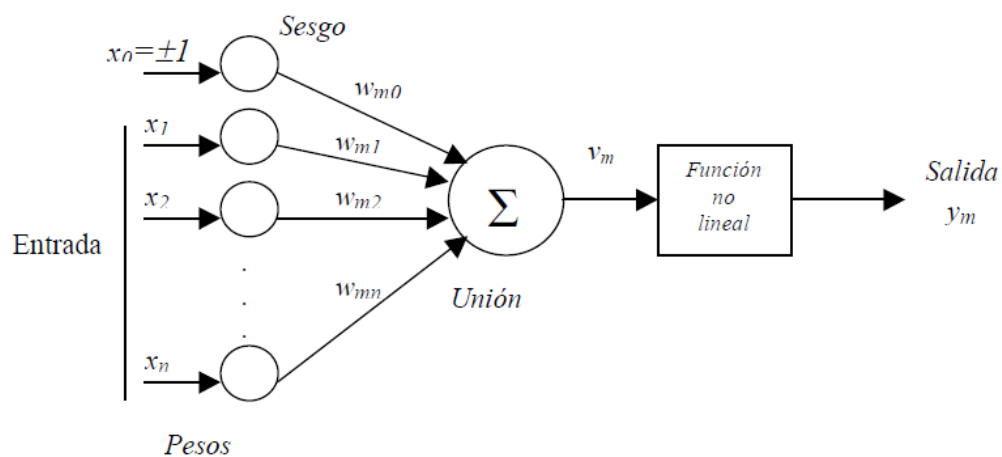 Sesgo
x0=±1
wm0
x1
wm1
vm
Función
no
lineal
Salida
ym
x2
wm2
Σ
Entrada
.
.
.
wmn
Unión
xn
Pesos